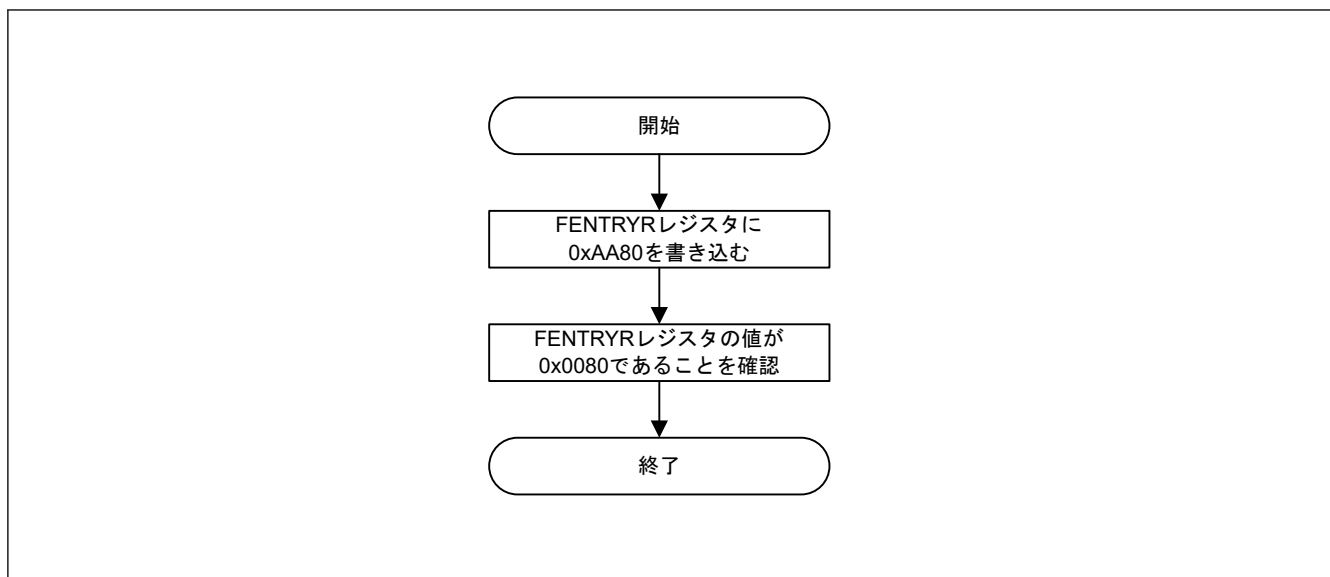 開始
FENTRYRレジスタに
0xAA80を書き込む
FENTRYRレジスタの値が
0x0080であることを確認
終了